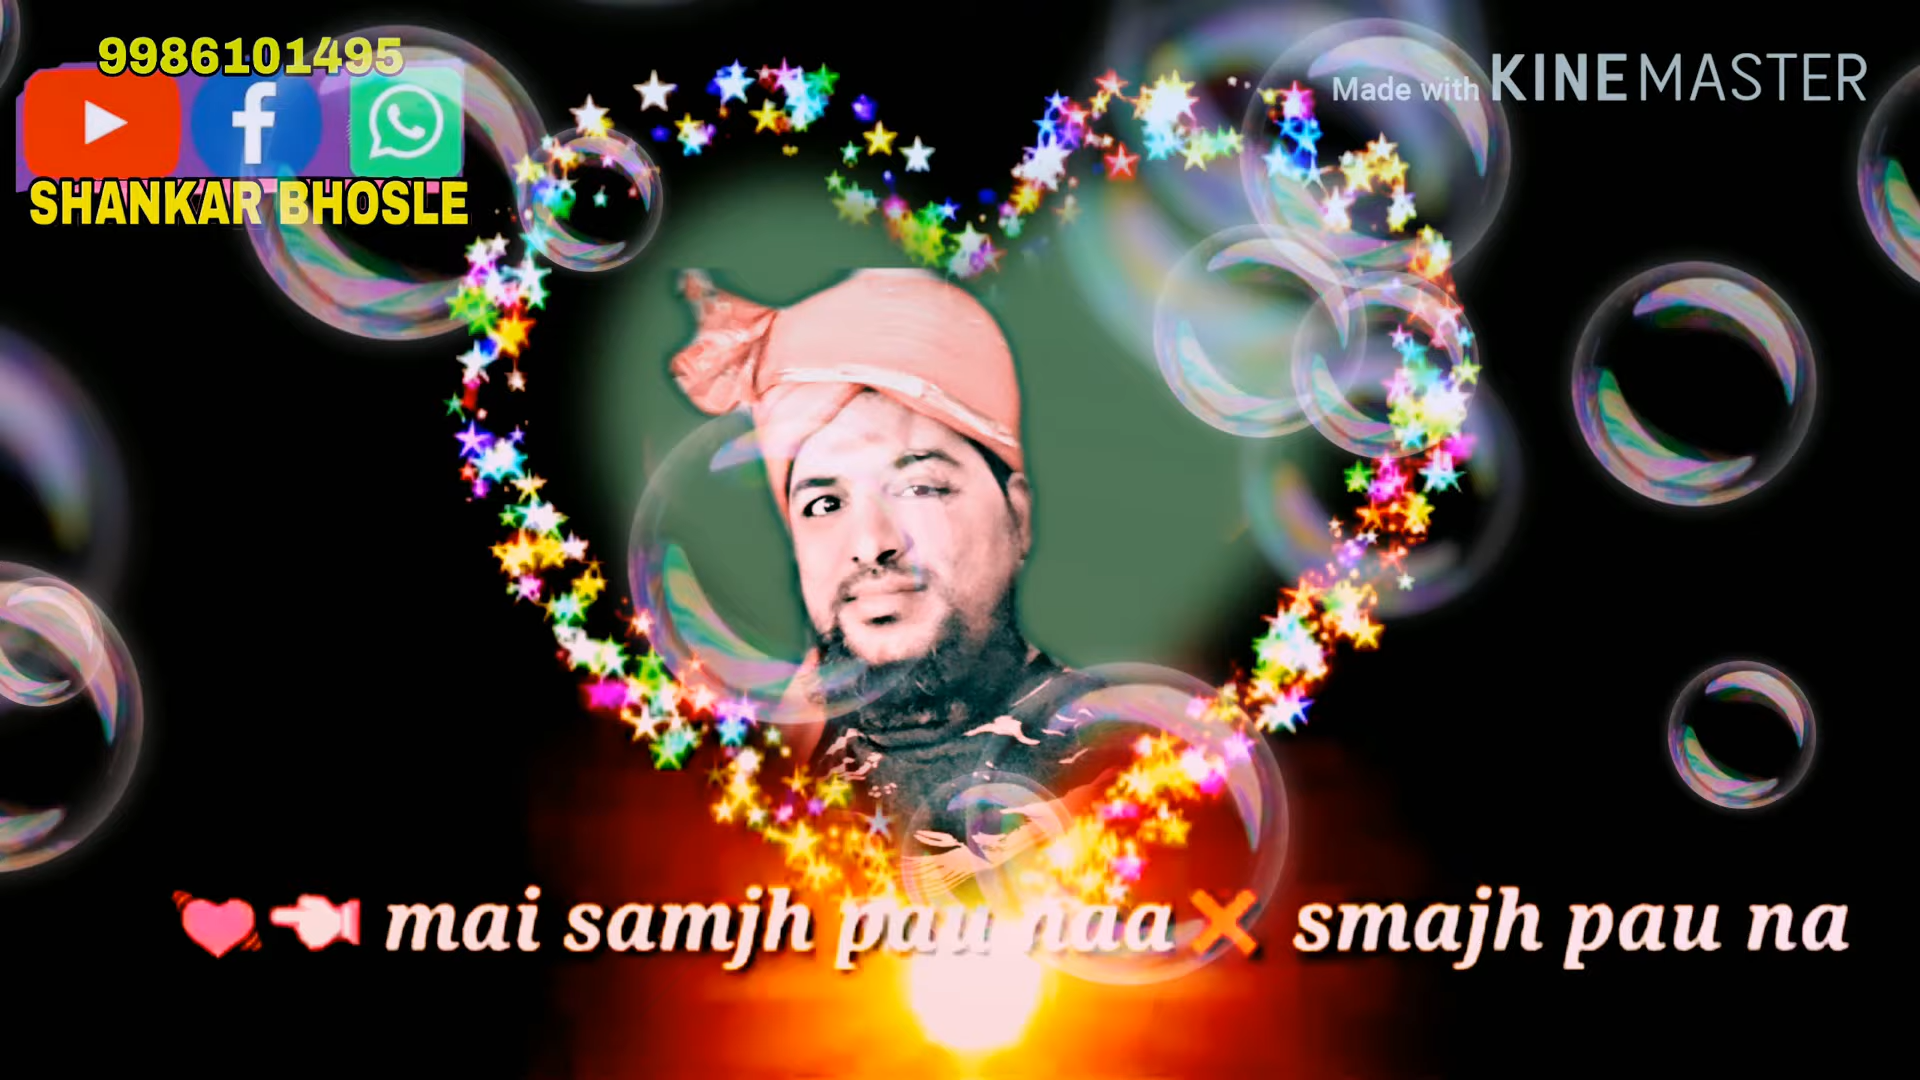 9986101495
SHANKAR BHOSLE
Made with KINEMASTER
mai samjh pau naa❌ smajh pau na